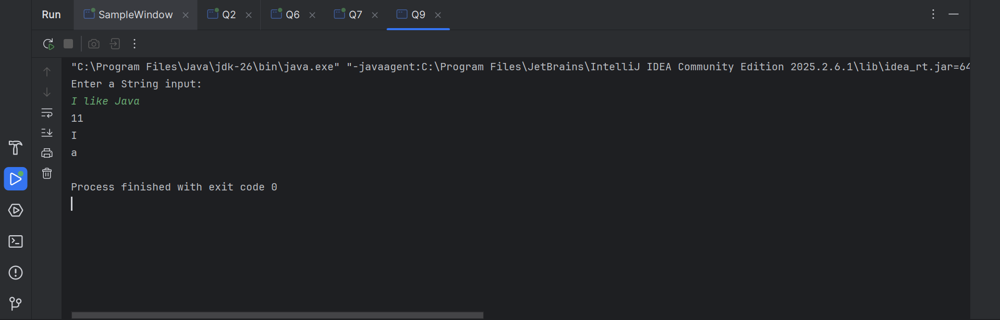 Run SampleWindow Q2 Q6 Q7 Q9
"C:\Program Files\Java\jdk-26\bin\java.exe" "-javaagent:C:\Program Files\JetBrains\IntelliJ IDEA Community Edition 2025.2.6.1\lib\idea_rt.jar=64
Enter a String input:
I like Java
11
I
a
Process finished with exit code 0